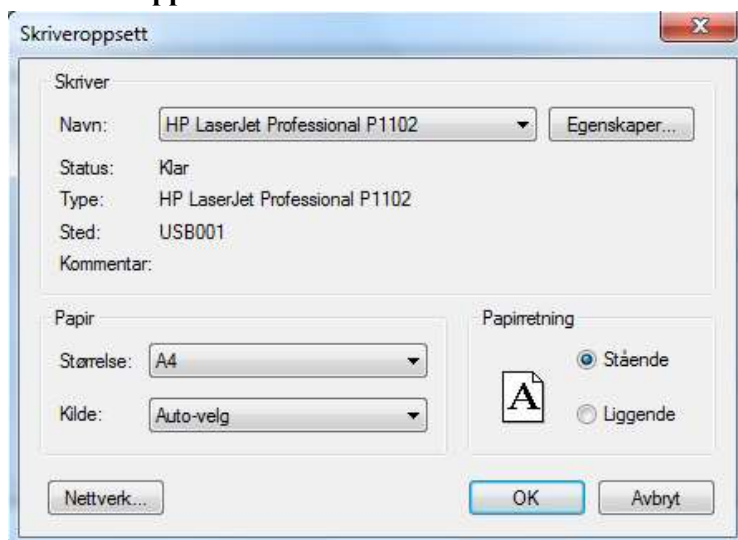 Skriveroppsett
Skriver
Navn: HP LaserJet Professional P1102 Egenskaper...
Status: Klar
Type: HP LaserJet Professional P1102
Sted: USB001
Kommentar:
Papir
Størrelse: A4
Kilde: Auto-velg
Papirretning
Stående
A
Liggende
Nettverk... OK Avbryt